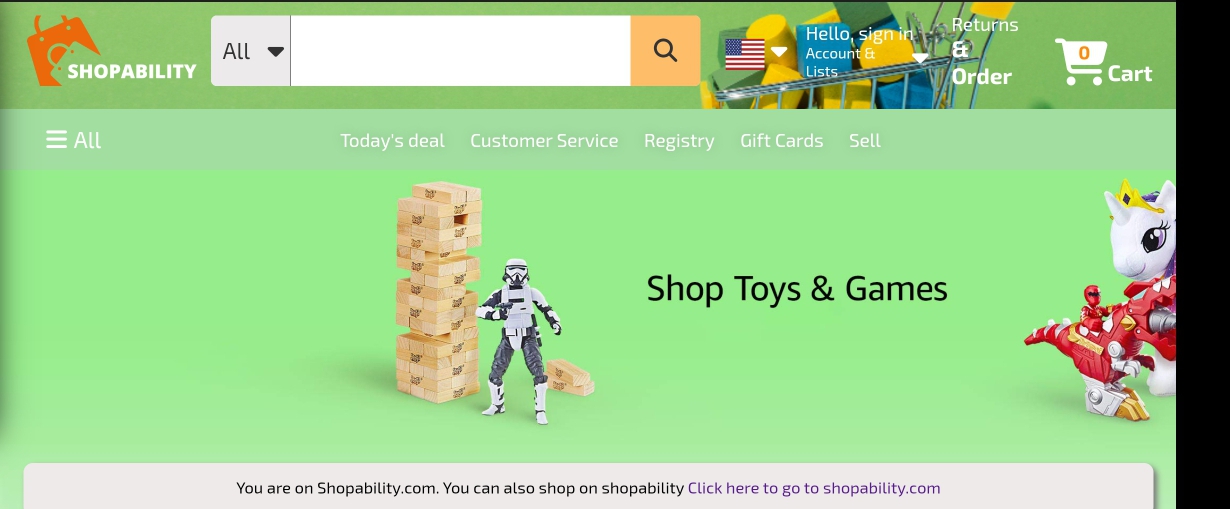 SHOPABILITY
All
Hello, sign in
Account &
Lists
Returns
&
Order
0
Cart
All
Today's deal Customer Service Registry Gift Cards Sell
Shop Toys & Games
You are on Shopability.com. You can also shop on shopability Click here to go to shopability.com